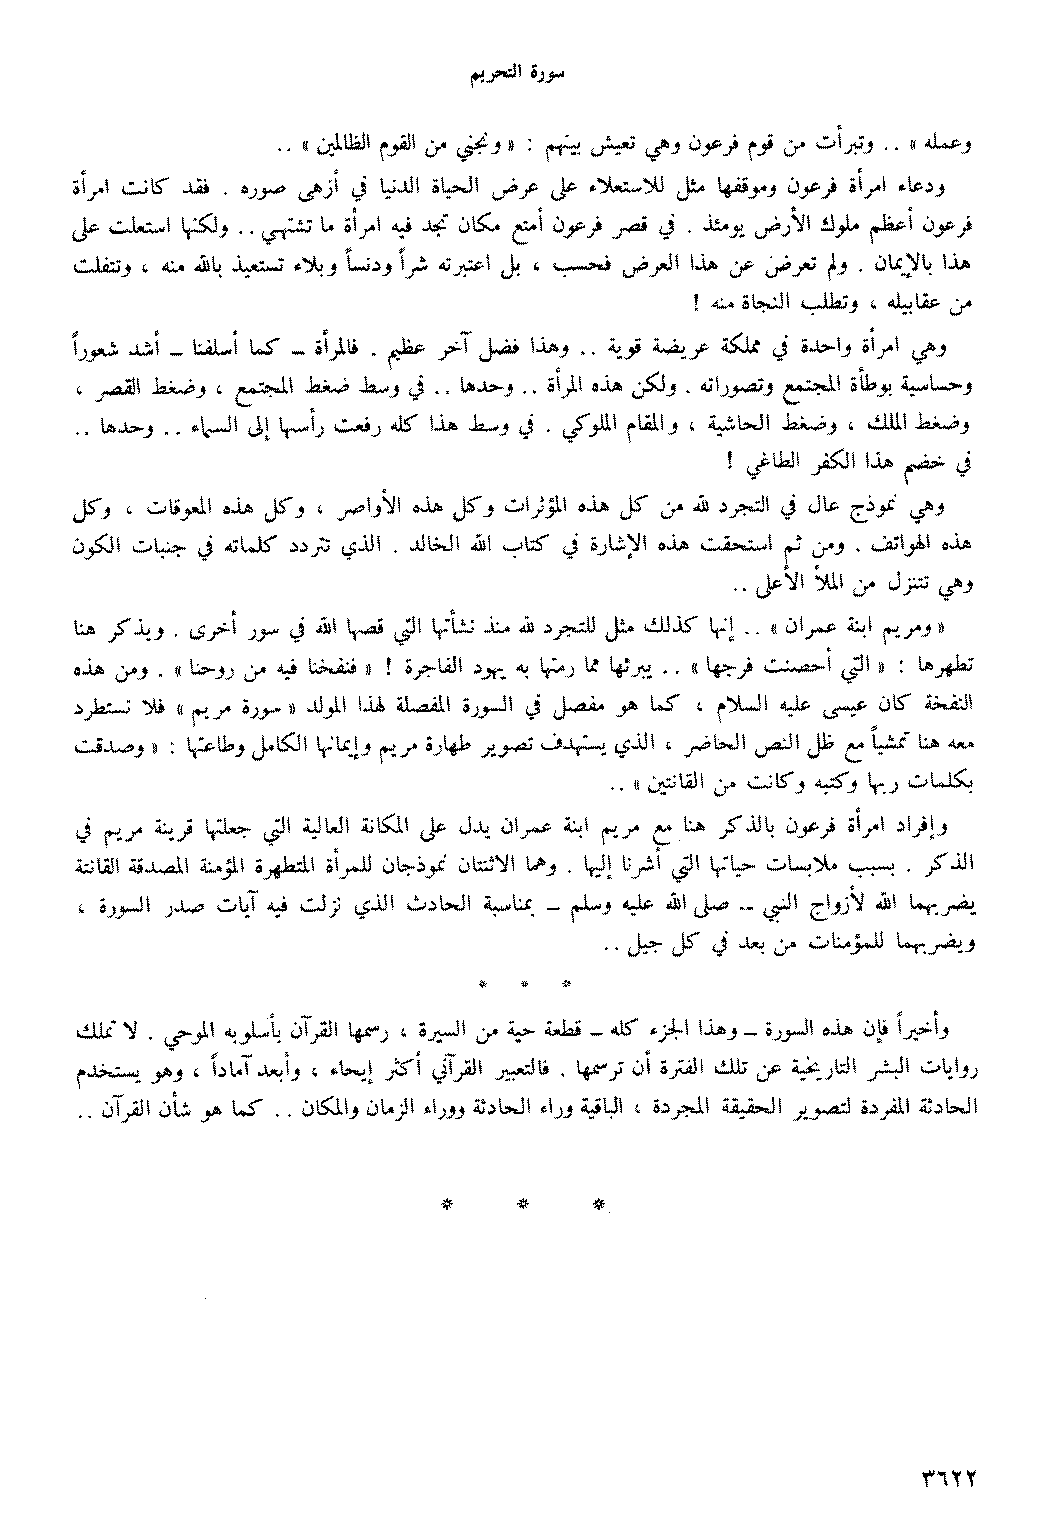 سورة التحريم
وعمله » .. وتبرأت من قوم فرعون وهي تعيش بينهم : « ونجني من القوم الظالمين » ..
ودعاء امرأة فرعون وموقفها مثل للاستعلاء على عرض الحياة الدنيا في أزهى صوره . فقد كانت امرأة
فرعون أعظم ملوك الأرض يومئذ . في قصر فرعون أمتع مكان تجد فيه امرأة ما تشتهي .. ولكنها استعلت على
هذا بالإيمان . ولم تعرض عن هذا العرض فحسب ، بل اعتبرته شراً ودنساً وبلاء تستعيذ بالله منه ، وتتفلت
من عقابيله ، وتطلب النجاة منه !
وهي امرأة واحدة في مملكة عريضة قوية .. وهذا فضل آخر عظيم . فالمرأة – كما أسلفنا – أشد شعوراً
وحساسية بوطأة المجتمع وتصوراته . ولكن هذه المرأة .. وحدها .. في وسط ضغط المجتمع ، وضغط القصر ،
وضغط الملك ، وضغط الحاشية ، والمقام الملوكي . في وسط هذا كله رفعت رأسها إلى السماء .. وحدها ..
في خضم هذا الكفر الطاغي !
وهي نموذج عال في التجرد لله من كل هذه المؤثرات وكل هذه الأواصر ، وكل هذه المعوقات ، وكل
هذه الهواتف . ومن ثم استحقت هذه الإشارة في كتاب الله الخالد . الذي تتردد كلماته في جنبات الكون
وهي تتنزل من الملأ الأعلى ..
« ومريم ابنة عمران » .. إنها كذلك مثل للتجرد لله منذ نشأتها التي قصها الله في سور أخرى . ويذكر هنا
تطهرها : « التي أحصنت فرجها » .. يبرئها مما رمتها به يهود الفاجرة ! « فنفخنا فيه من روحنا » . ومن هذه
النفخة كان عيسى عليه السلام ، كما هو مفصل في السورة المفصلة لهذا المولد « سورة مريم » فلا نستطرد
معه هنا تمشياً مع ظل النص الحاضر ، الذي يستهدف تصوير طهارة مريم وإيمانها الكامل وطاعتها : « وصدقت
بكلمات ربها وكتبه وكانت من القانتين » ..
وإفراد امرأة فرعون بالذكر هنا مع مريم ابنة عمران يدل على المكانة العالية التي جعلتها قرينة مريم في
الذكر . بسبب ملابسات حياتها التي أشرنا إليها . وهما الاثنتان نموذجان للمرأة المتطهرة المؤمنة المصدقة القانتة
يضربهما الله لأزواج النبي – صلى الله عليه وسلم – بمناسبة الحادث الذي نزلت فيه آيات صدر السورة ،
ويضربهما للمؤمنات من بعد في كل جيل ..
* * *
وأخيراً فإن هذه السورة – وهذا الجزء كله – قطعة حية من السيرة ، رسمها القرآن بأسلوبه الموحي . لا تملك
روايات البشر التاريخية عن تلك الفترة أن ترسمها . فالتعبير القرآني أكثر إيحاء ، وأبعد آماداً ، وهو يستخدم
الحادثة المفردة لتصوير الحقيقة المجردة ، الباقية وراء الحادثة ووراء الزمان والمكان .. كما هو شأن القرآن ..
* * *
٣٦٢٢